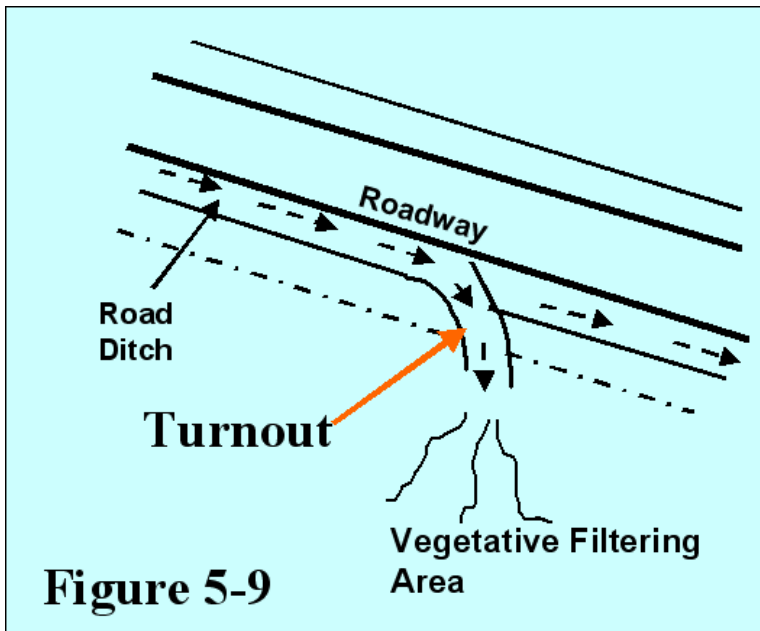 Roadway
Road
Ditch
Turnout
Vegetative Filtering
Area
Figure 5-9